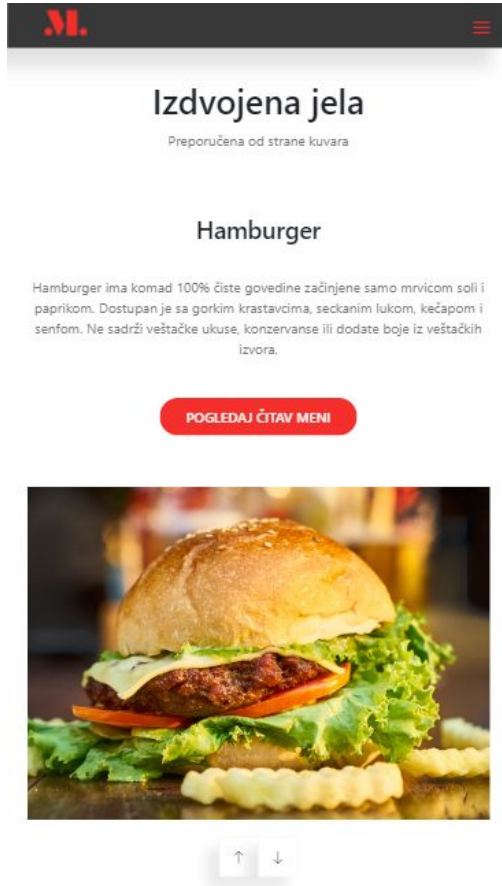 M.
Izdvojena jela
Preporučena od strane kuvara
Hamburger
Hamburger ima komad 100% čiste govedine začinjene samo mrvicom soli i
paprikom. Dostupan je sa gorkim krastavcima, seckanim lukom, kečapom i
senfom. Ne sadrži veštačke ukuse, konzervanse ili dodate boje iz veštačkih
izvora.
POGLEDAJ ČITAV MENI